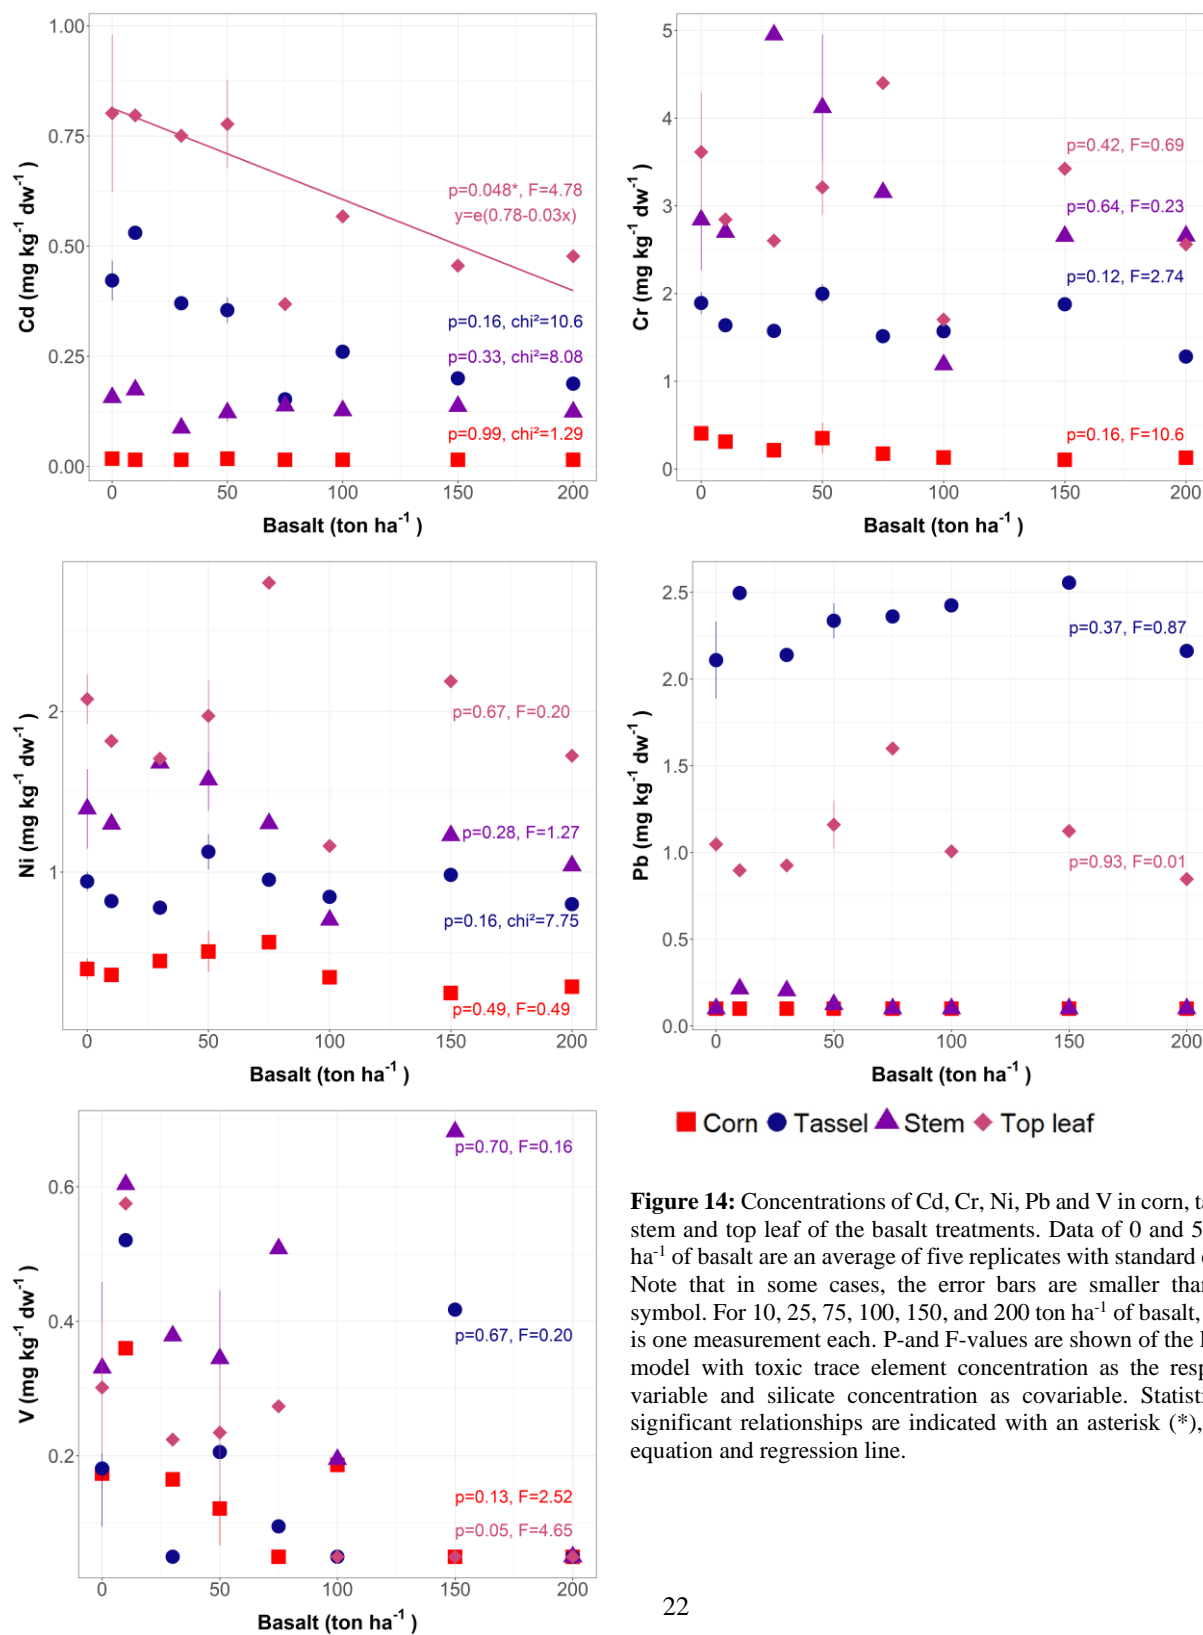 1.00
0.75
0.50
0.25
0.00
Cd (mg kg⁻¹ dw⁻¹ )
p=0.048*, F=4.78
y=e(0.78-0.03x)
p=0.16, chi²=10.6
p=0.33, chi²=8.08
p=0.99, chi²=1.29
0 50 100 150 200
Basalt (ton ha⁻¹ )
5
4
3
2
1
0
Cr (mg kg⁻¹ dw⁻¹ )
p=0.42, F=0.69
p=0.64, F=0.23
p=0.12, F=2.74
p=0.16, F=10.6
0 50 100 150 200
Basalt (ton ha⁻¹ )
2
1
Ni (mg kg⁻¹ dw⁻¹ )
p=0.67, F=0.20
p=0.28, F=1.27
p=0.16, chi²=7.75
p=0.49, F=0.49
0 50 100 150 200
Basalt (ton ha⁻¹ )
2.5
2.0
1.5
1.0
0.5
0.0
Pb (mg kg⁻¹ dw⁻¹ )
p=0.37, F=0.87
p=0.93, F=0.01
0 50 100 150 200
Basalt (ton ha⁻¹ )
Corn Tassel Stem Top leaf
0.6
0.4
0.2
V (mg kg⁻¹ dw⁻¹ )
p=0.70, F=0.16
p=0.67, F=0.20
p=0.13, F=2.52
p=0.05, F=4.65
0 50 100 150 200
Basalt (ton ha⁻¹ )
Figure 14: Concentrations of Cd, Cr, Ni, Pb and V in corn,
stem and top leaf of the basalt treatments. Data of 0 and
ha⁻¹ of basalt are an average of five replicates with standard
Note that in some cases, the error bars are smaller
symbol. For 10, 25, 75, 100, 150, and 200 ton ha⁻¹ of basalt,
is one measurement each. P-and F-values are shown of the
model with toxic trace element concentration as the
variable and silicate concentration as covariable.
significant relationships are indicated with an asterisk (*),
equation and regression line.
22